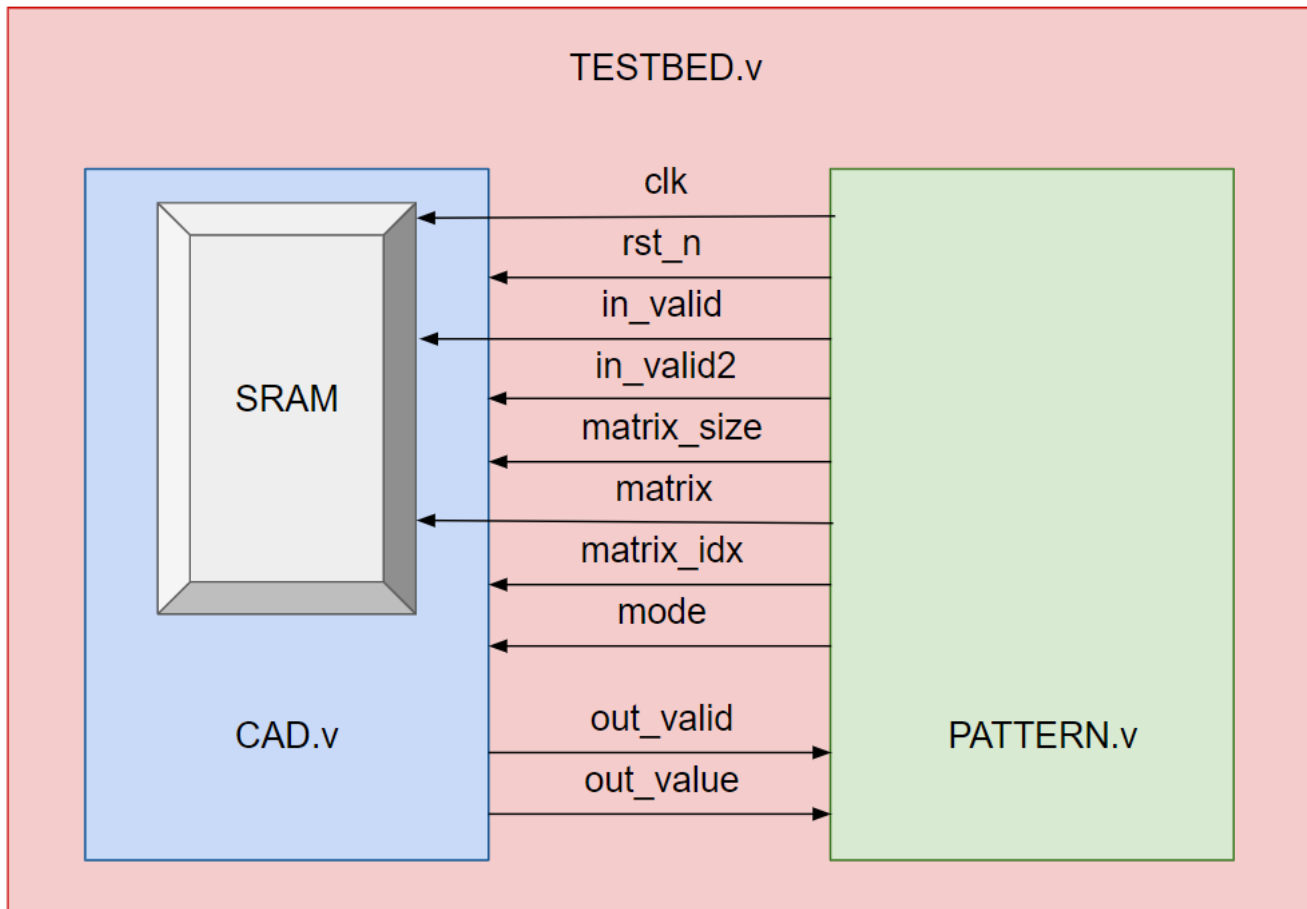 TESTBED.v
clk
rst_n
in_valid
in_valid2
SRAM
matrix_size
matrix
matrix_idx
mode
out_valid
CAD.v
PATTERN.v
out_value